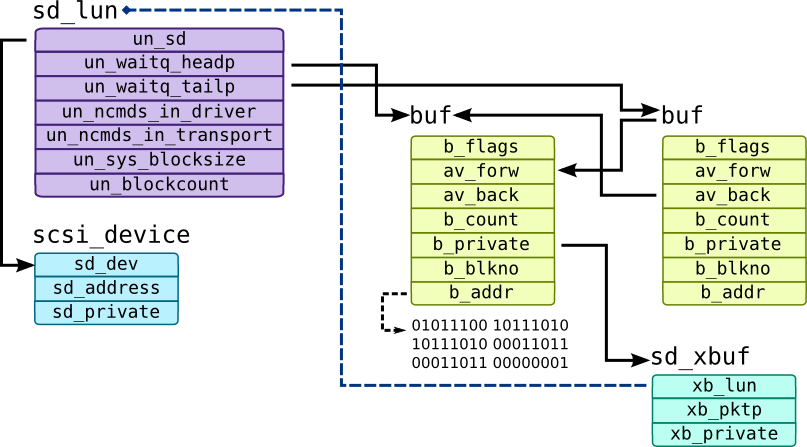 sd_lun
un_sd
un_waitq_headp
un_waitq_tailp
un_ncmds_in_driver
un_ncmds_in_transport
un_sys_blocksize
un_blockcount
scsi_device
sd_dev
sd_address
sd_private
buf
b_flags
av_forw
av_back
b_count
b_private
b_blkno
b_addr
01011100 10111010
10111010 00011011
00011011 00000001
buf
b_flags
av_forw
av_back
b_count
b_private
b_blkno
b_addr
sd_xbuf
xb_lun
xb_pktp
xb_private